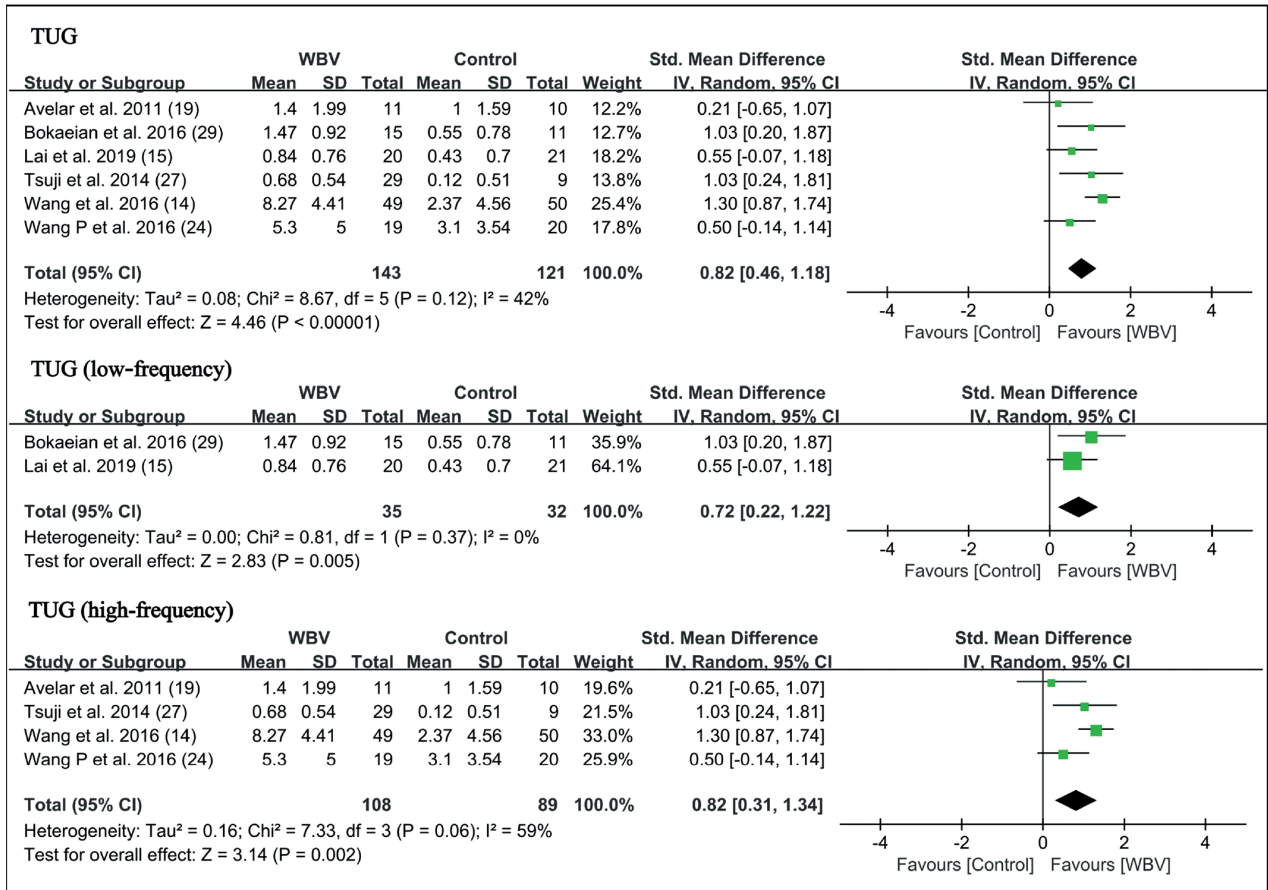 TUG
WBV Control Std. Mean Difference Std. Mean Difference
Study or Subgroup Mean SD Total Mean SD Total Weight IV, Random, 95% CI IV, Random, 95% CI
Avelar et al. 2011 (19) 1.4 1.99 11 1 1.59 10 12.2% 0.21 [-0.65, 1.07]
Bokaeian et al. 2016 (29) 1.47 0.92 15 0.55 0.78 11 12.7% 1.03 [0.20, 1.87]
Lai et al. 2019 (15) 0.84 0.76 20 0.43 0.7 21 18.2% 0.55 [-0.07, 1.18]
Tsuji et al. 2014 (27) 0.68 0.54 29 0.12 0.51 9 13.8% 1.03 [0.24, 1.81]
Wang et al. 2016 (14) 8.27 4.41 49 2.37 4.56 50 25.4% 1.30 [0.87, 1.74]
Wang P et al. 2016 (24) 5.3 5 19 3.1 3.54 20 17.8% 0.50 [-0.14, 1.14]
Total (95% CI) 143 121 100.0% 0.82 [0.46, 1.18]
Heterogeneity: Tau² = 0.08; Chi² = 8.67, df = 5 (P = 0.12); I² = 42%
Test for overall effect: Z = 4.46 (P < 0.00001)
-4 -2 0 2 4
Favours [Control] Favours [WBV]
TUG (low-frequency)
WBV Control Std. Mean Difference Std. Mean Difference
Study or Subgroup Mean SD Total Mean SD Total Weight IV, Random, 95% CI IV, Random, 95% CI
Bokaeian et al. 2016 (29) 1.47 0.92 15 0.55 0.78 11 35.9% 1.03 [0.20, 1.87]
Lai et al. 2019 (15) 0.84 0.76 20 0.43 0.7 21 64.1% 0.55 [-0.07, 1.18]
Total (95% CI) 35 32 100.0% 0.72 [0.22, 1.22]
Heterogeneity: Tau² = 0.00; Chi² = 0.81, df = 1 (P = 0.37); I² = 0%
Test for overall effect: Z = 2.83 (P = 0.005)
-4 -2 0 2 4
Favours [Control] Favours [WBV]
TUG (high-frequency)
WBV Control Std. Mean Difference Std. Mean Difference
Study or Subgroup Mean SD Total Mean SD Total Weight IV, Random, 95% CI IV, Random, 95% CI
Avelar et al. 2011 (19) 1.4 1.99 11 1 1.59 10 19.6% 0.21 [-0.65, 1.07]
Tsuji et al. 2014 (27) 0.68 0.54 29 0.12 0.51 9 21.5% 1.03 [0.24, 1.81]
Wang et al. 2016 (14) 8.27 4.41 49 2.37 4.56 50 33.0% 1.30 [0.87, 1.74]
Wang P et al. 2016 (24) 5.3 5 19 3.1 3.54 20 25.9% 0.50 [-0.14, 1.14]
Total (95% CI) 108 89 100.0% 0.82 [0.31, 1.34]
Heterogeneity: Tau² = 0.16; Chi² = 7.33, df = 3 (P = 0.06); I² = 59%
Test for overall effect: Z = 3.14 (P = 0.002)
-4 -2 0 2 4
Favours [Control] Favours [WBV]